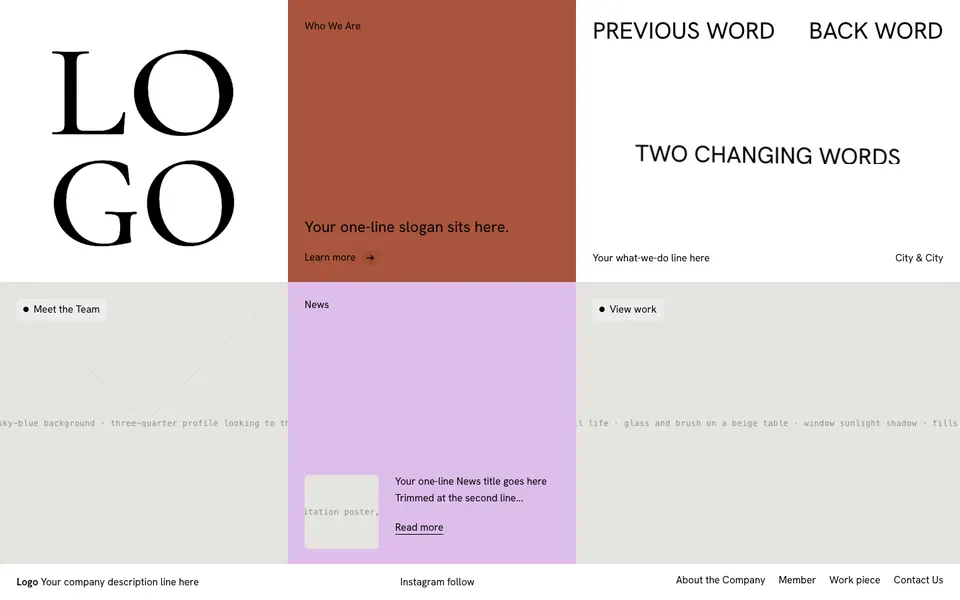 LO
GO
Who We Are
Your one-line slogan sits here.
Learn more
PREVIOUS WORD
BACK WORD
TWO CHANGING WORDS
Your what-we-do line here
City & City
Meet the Team
sky-blue background · three-quarter profile looking to
News
itation poster,
Your one-line News title goes here
Trimmed at the second line...
Read more
View work
life · glass and brush on a beige table · window sunlight shadow · fills
Logo Your company description line here
Instagram follow
About the Company
Member
Work piece
Contact Us